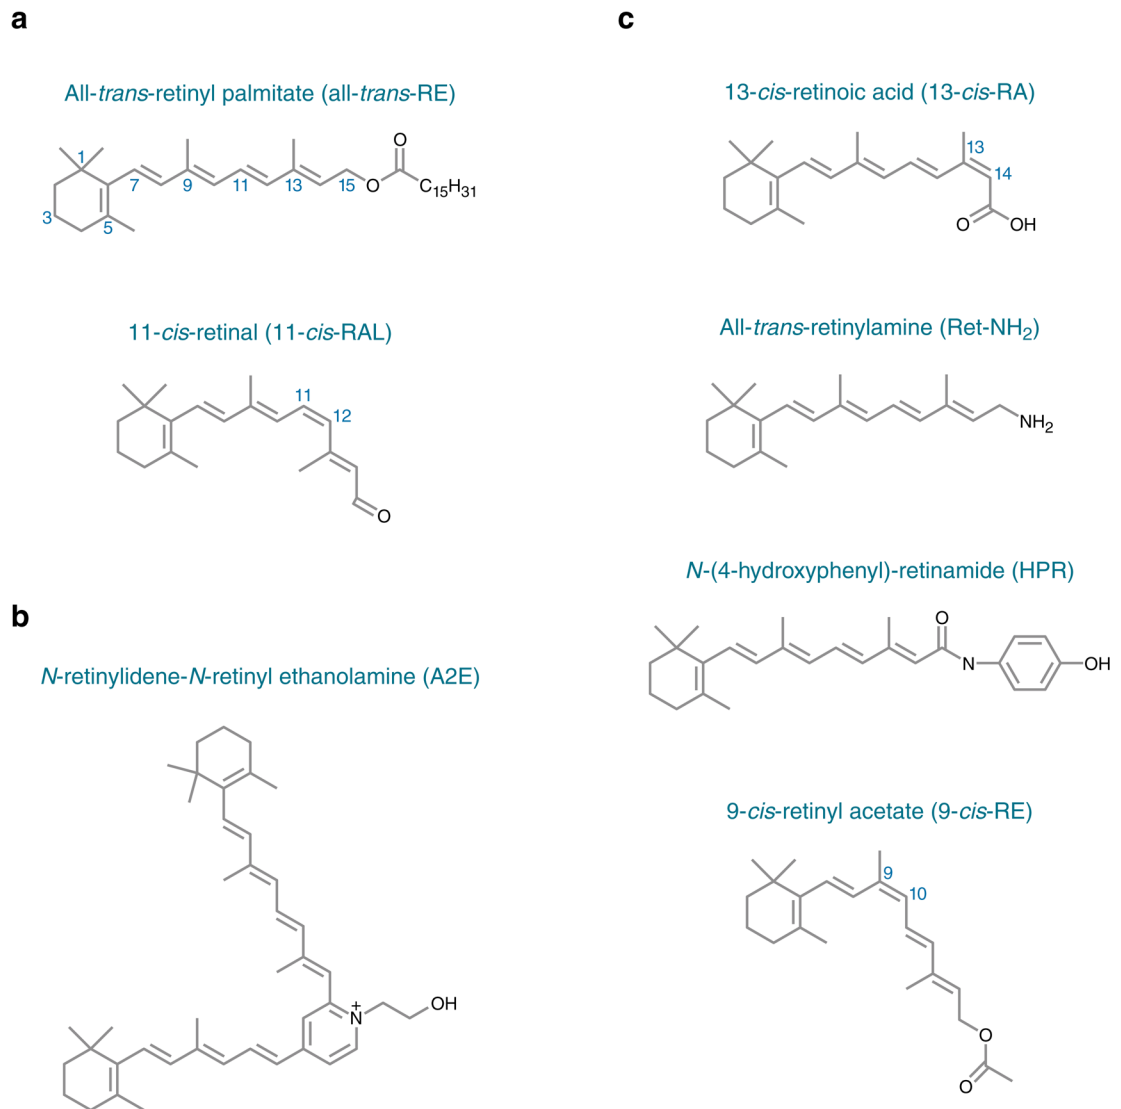 a
All-trans-retinyl palmitate (all-trans-RE)
O
1
7
9
11
13
15
O
C15H31
3
5
11-cis-retinal (11-cis-RAL)
11
12
O
b
N-retinylidene-N-retinyl ethanolamine (A2E)
+
N
OH
c
13-cis-retinoic acid (13-cis-RA)
13
14
O
OH
All-trans-retinylamine (Ret-NH2)
NH2
N-(4-hydroxyphenyl)-retinamide (HPR)
O
N
OH
9-cis-retinyl acetate (9-cis-RE)
9
10
O
O